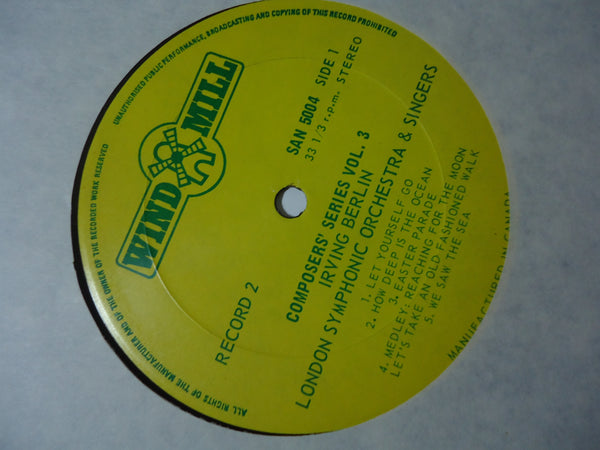 UNAUTHORISED PUBLIC PERFORMANCE, BROADCASTING AND COPYING OF THIS RECORD PROHIBITED
ALL RIGHTS OF THE MANUFACTURER AND OF THE OWNER OF THE RECORDED WORK RESERVED
WIND MILL
SAN 5004 SIDE 1
33 1/3 r.p.m. STEREO
RECORD 2
COMPOSERS' SERIES VOL. 3
IRVING BERLIN
LONDON SYMPHONIC ORCHESTRA & SINGERS
1. LET YOURSELF GO
2. HOW DEEP IS THE OCEAN
3. EASTER PARADE
4. MEDLEY: REACHING FOR THE MOON
LET'S TAKE AN OLD FASHIONED WALK
5. WE SAW THE SEA
MANUFACTURED IN CANADA